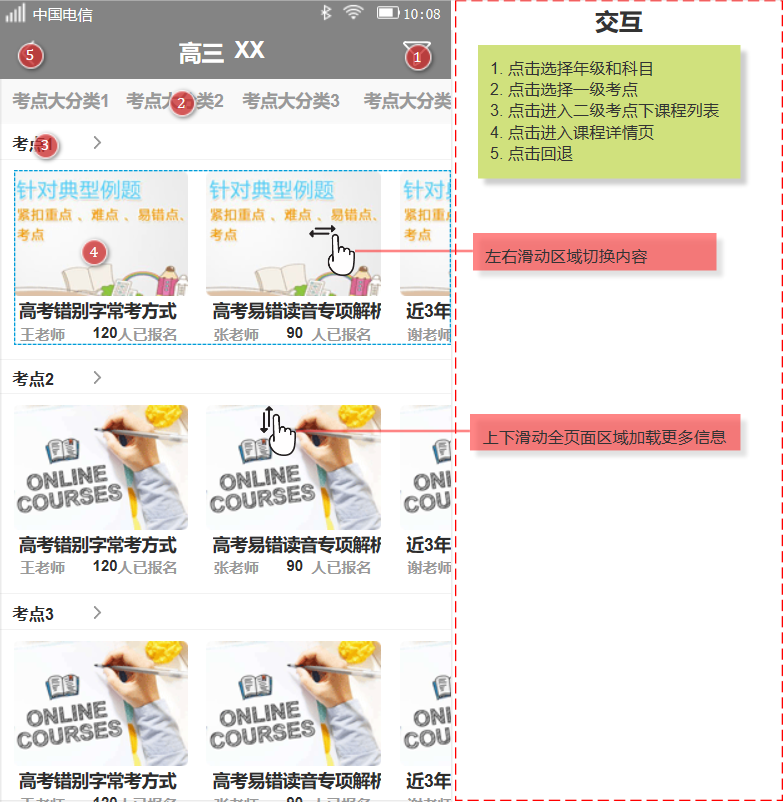 中国电信
10:08
5
高三 XX
1
考点大分类1 考点大 2 类2 考点大分类3 考点大分类
考点 3
针对典型例题 针对典型例题 针对
紧扣重点 、难点 、易错点、 紧扣重点 、难点 、易错点、 紧扣重
考点 考点 考点
4
高考错别字常考方式 高考易错读音专项解析 近3年
王老师 120人已报名 张老师 90 人已报名 谢老师
考点2
ONLINE COURSES ONLINE COURSES
高考错别字常考方式 高考易错读音专项解析 近3年
王老师 120人已报名 张老师 90 人已报名 谢老师
考点3
ONLINE COURSES ONLINE COURSES
高考错别字常考方式 高考易错读音专项解析 近3年
王老师 120人已报名 张老师 90 人已报名 谢老师
交互
1. 点击选择年级和科目
2. 点击选择一级考点
3. 点击进入二级考点下课程列表
4. 点击进入课程详情页
5. 点击回退
左右滑动区域切换内容
上下滑动全页面区域加载更多信息